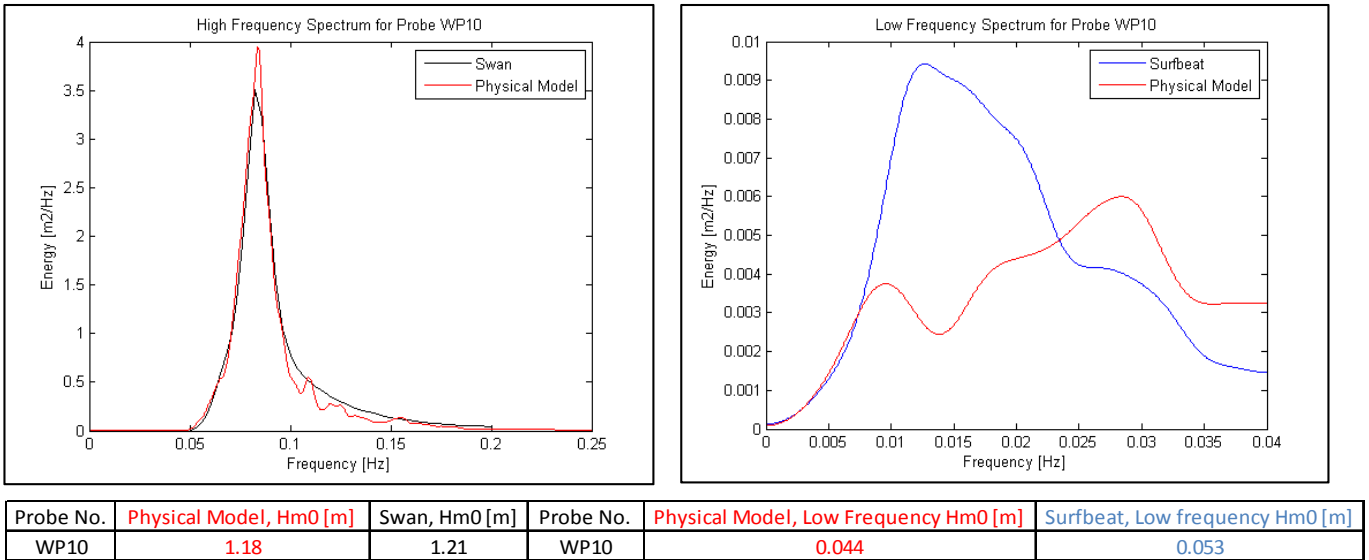 High Frequency Spectrum for Probe WP10
Swan
Physical Model
4
3.5
3
2.5
2
1.5
1
0.5
0
Energy [m2/Hz]
0
0.05
0.1
0.15
0.2
0.25
Frequency [Hz]
Low Frequency Spectrum for Probe WP10
Surfbeat
Physical Model
0.01
0.009
0.008
0.007
0.006
0.005
0.004
0.003
0.002
0.001
0
Energy [m2/Hz]
0
0.005
0.01
0.015
0.02
0.025
0.03
0.035
0.04
Frequency [Hz]
Probe No. Physical Model, Hm0 [m] Swan, Hm0 [m] Probe No. Physical Model, Low Frequency Hm0 [m] Surfbeat, Low frequency Hm0 [m]
WP10 1.18 1.21 WP10 0.044 0.053